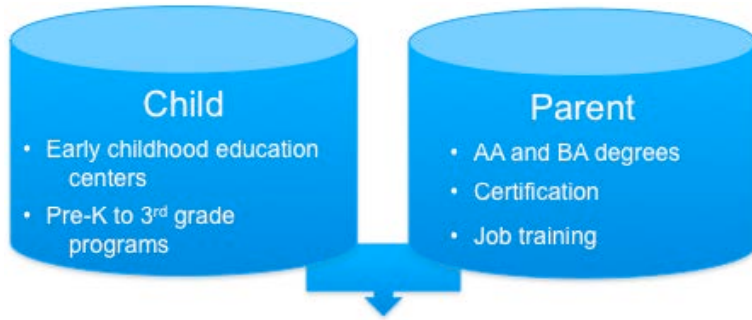 Child
• Early childhood education
centers
• Pre-K to 3rd grade
programs
Parent
• AA and BA degrees
• Certification
• Job training